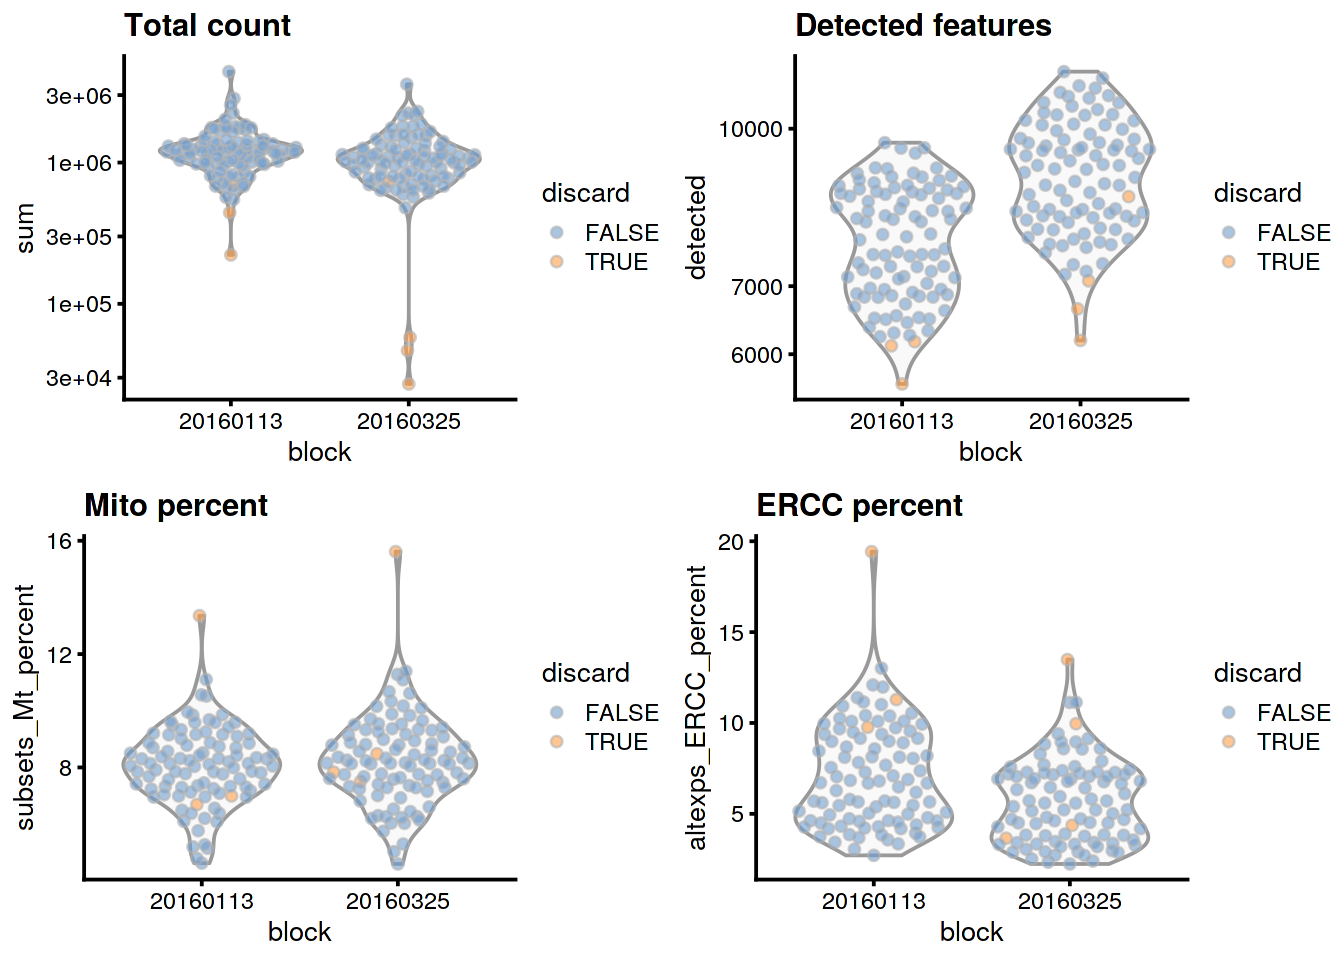 Total count
sum
3e+06
1e+06
3e+05
1e+05
3e+04
20160113 20160325
block
discard
FALSE
TRUE
Detected features
detected
10000
7000
6000
20160113 20160325
block
discard
FALSE
TRUE
Mito percent
subsets_Mt_percent
16
12
8
20160113 20160325
block
discard
FALSE
TRUE
ERCC percent
altexps_ERCC_percent
20
15
10
5
20160113 20160325
block
discard
FALSE
TRUE